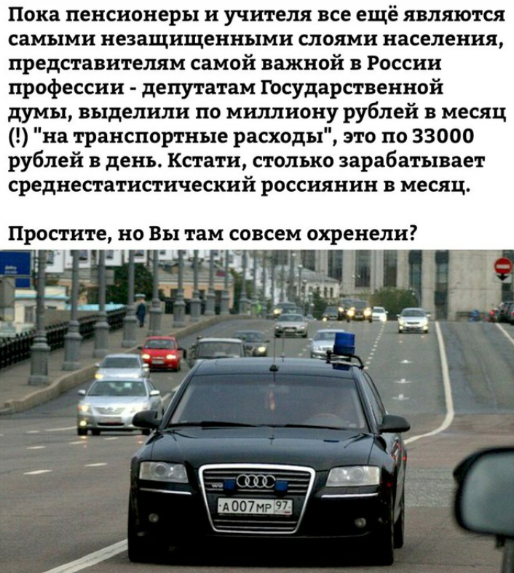 Пока пенсионеры и учителя все ещё являются
самыми незащищенными слоями населения,
представителям самой важной в России
профессии - депутатам Государственной
думы, выделили по миллиону рублей в месяц
(!) "на транспортные расходы", это по 33000
рублей в день. Кстати, столько зарабатывает
среднестатистический россиянин в месяц.
Простите, но Вы там совсем охренели?
А007МР 97